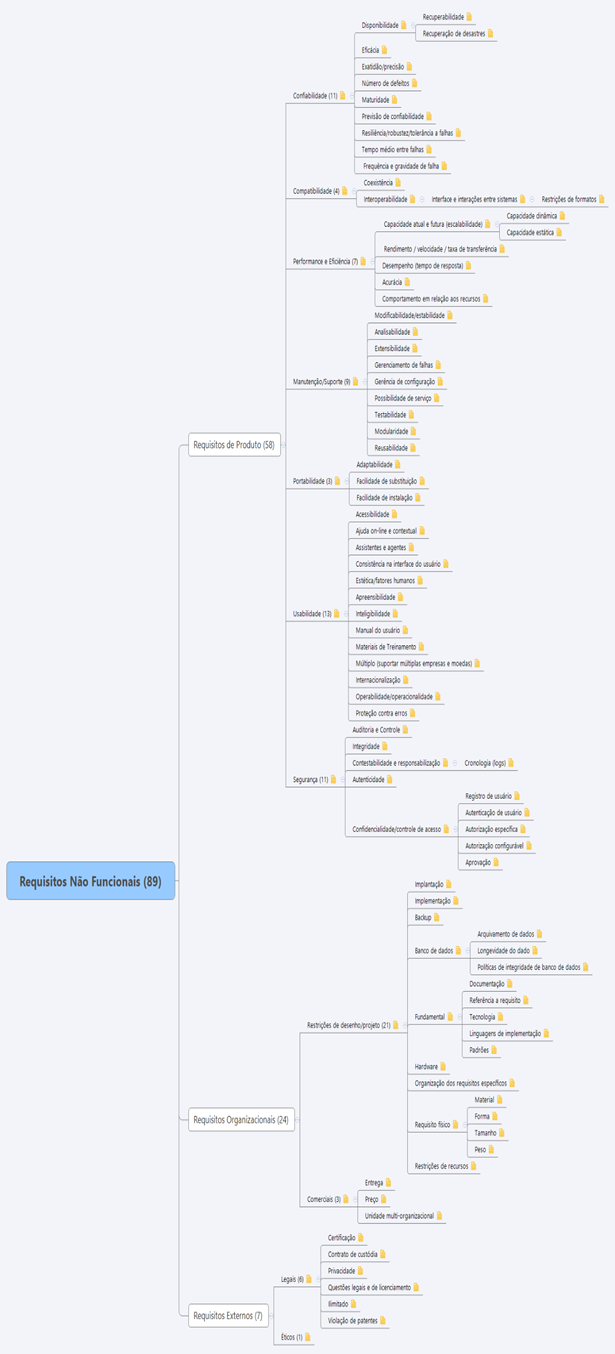 Requisitos Não Funcionais (89)
Requisitos de Produto (58)
Confiabilidade (11)
Disponibilidade
Recuperabilidade
Recuperação de desastres
Eficácia
Exatidão/precisão
Número de defeitos
Maturidade
Previsão de confiabilidade
Resiliência/robustez/tolerância a falhas
Tempo médio entre falhas
Frequência e gravidade de falha
Compatibilidade (4)
Coexistência
Interoperabilidade
Interface e interações entre sistemas
Restrições de formatos
Performance e Eficiência (7)
Capacidade atual e futura (escalabilidade)
Capacidade dinâmica
Capacidade estática
Rendimento / velocidade / taxa de transferência
Desempenho (tempo de resposta)
Acurácia
Comportamento em relação aos recursos
Manutenção/Suporte (9)
Modificabilidade/estabilidade
Analisabilidade
Extensibilidade
Gerenciamento de falhas
Gerência de configuração
Possibilidade de serviço
Testabilidade
Modularidade
Reusabilidade
Portabilidade (3)
Adaptabilidade
Facilidade de substituição
Facilidade de instalação
Usabilidade (13)
Acessibilidade
Ajuda on-line e contextual
Assistentes e agentes
Consistência na interface do usuário
Estética/fatores humanos
Apreensibilidade
Inteligibilidade
Manual do usuário
Materiais de Treinamento
Múltiplo (suportar múltiplas empresas e moedas)
Internacionalização
Operabilidade/operacionalidade
Proteção contra erros
Segurança (11)
Auditoria e Controle
Integridade
Contestabilidade e responsabilização
Cronologia (logs)
Autenticidade
Confidencialidade/controle de acesso
Registro de usuário
Autenticação de usuário
Autorização específica
Autorização configurável
Aprovação
Requisitos Organizacionais (24)
Restrições de desenho/projeto (21)
Implantação
Implementação
Backup
Banco de dados
Arquivamento de dados
Longevidade do dado
Políticas de integridade de banco de dados
Fundamental
Documentação
Referência a requisito
Tecnologia
Linguagens de implementação
Padrões
Hardware
Organização dos requisitos específicos
Requisito físico
Material
Forma
Tamanho
Peso
Restrições de recursos
Comerciais (3)
Entrega
Preço
Unidade multi-organizacional
Requisitos Externos (7)
Legais (6)
Certificação
Contrato de custódia
Privacidade
Questões legais e de licenciamento
Ilimitado
Violação de patentes
Éticos (1)